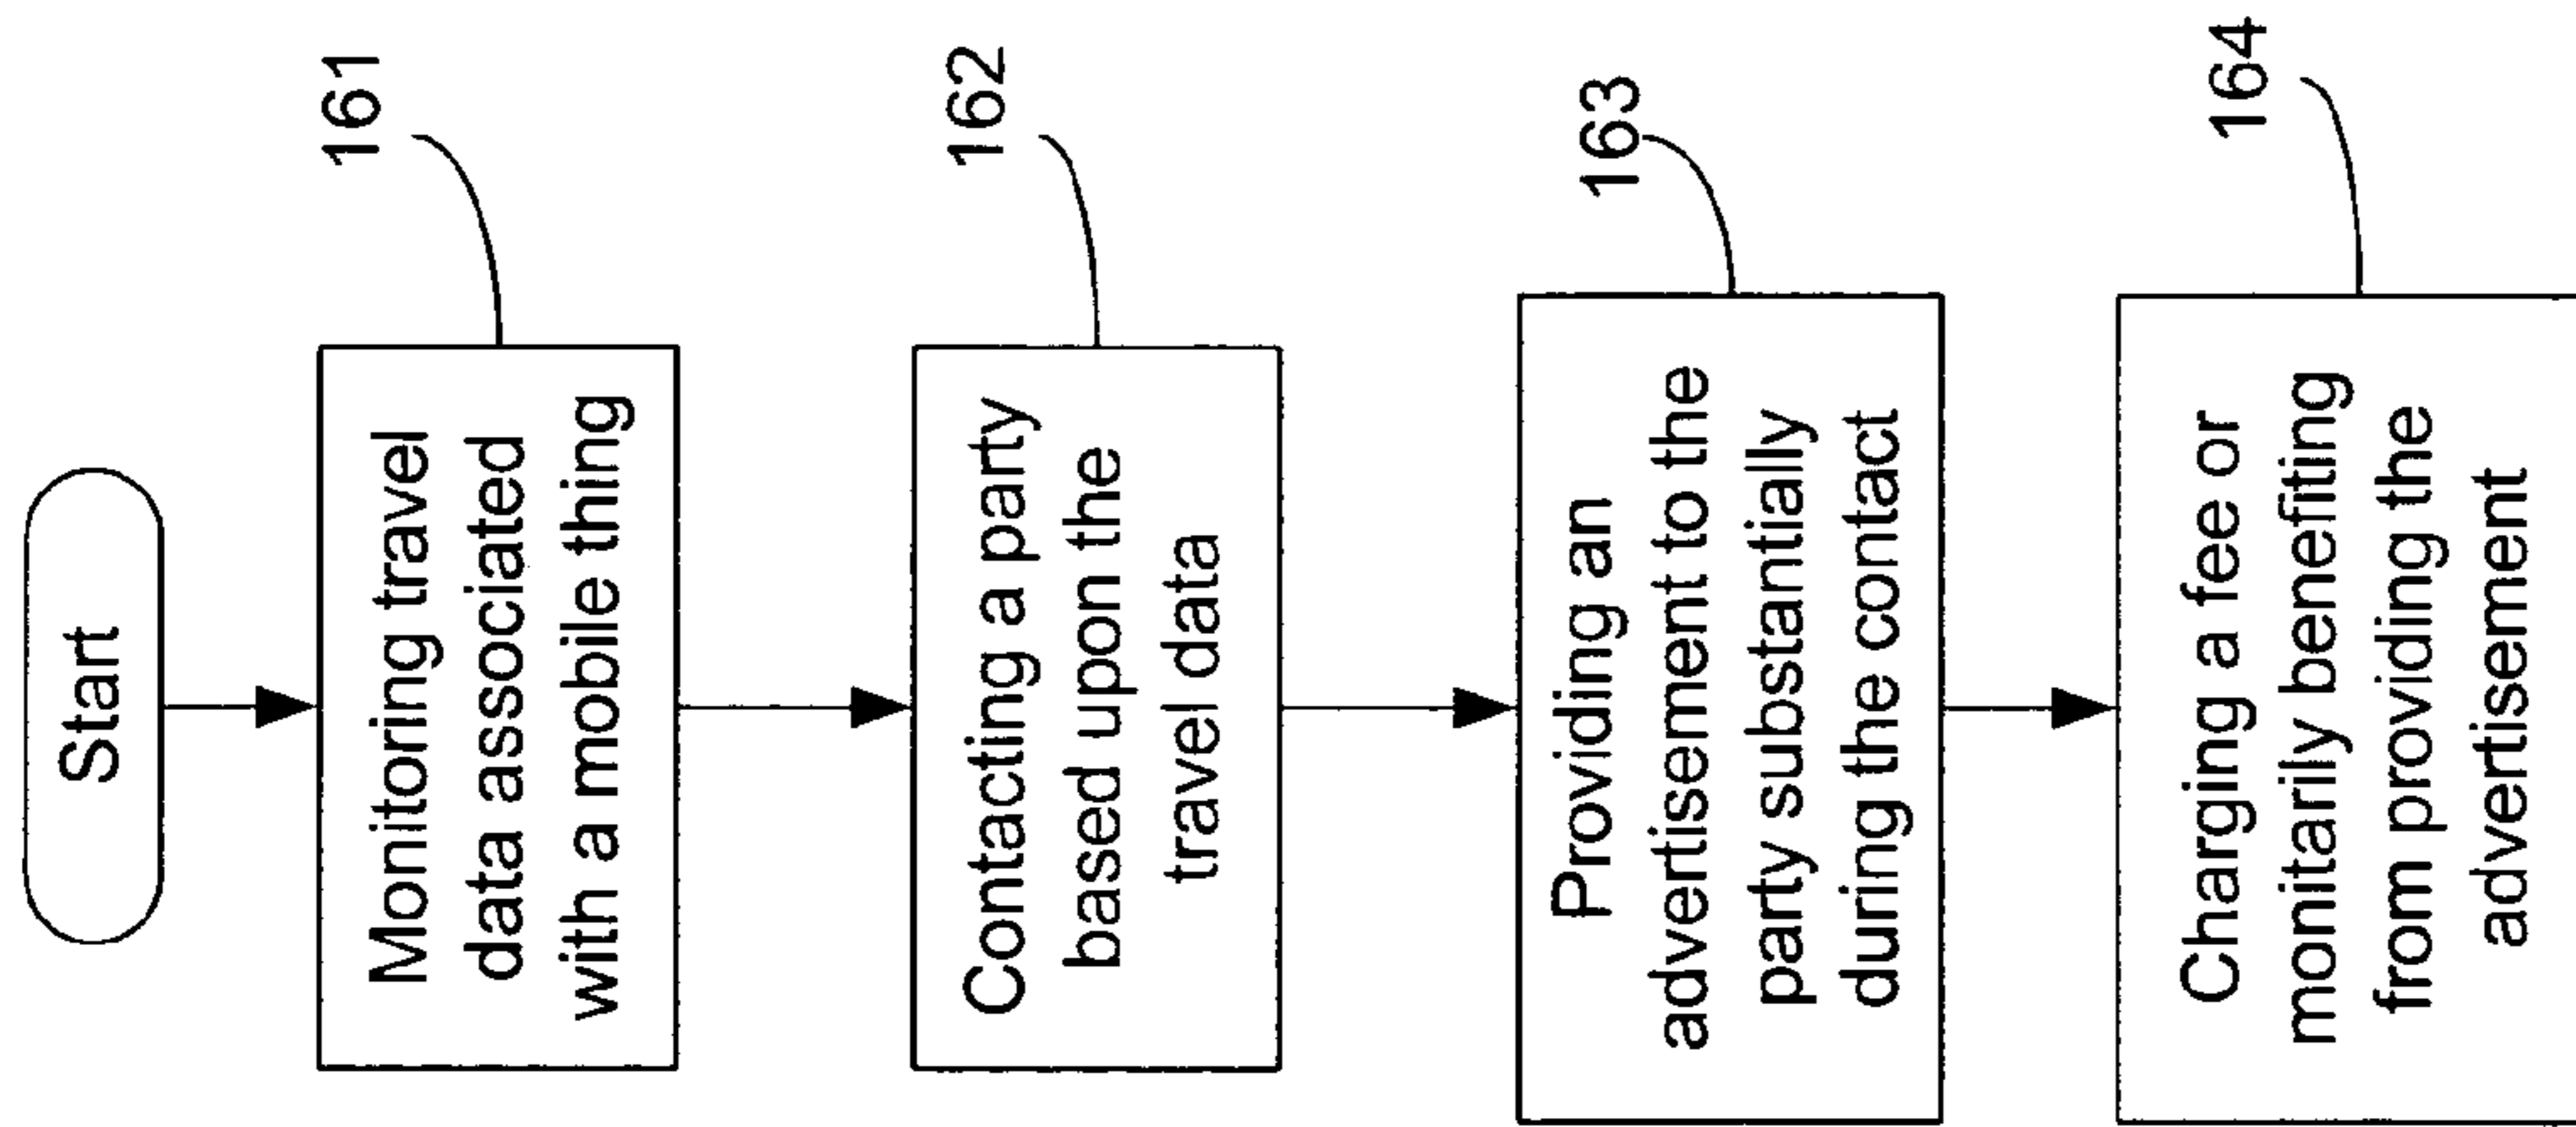 Start
161
Monitoring travel
data associated
with a mobile thing
162
Contacting a party
based upon the
travel data
163
Providing an
advertisement to the
party substantially
during the contact
164
Charging a fee or
monitarily benefiting
from providing the
advertisement